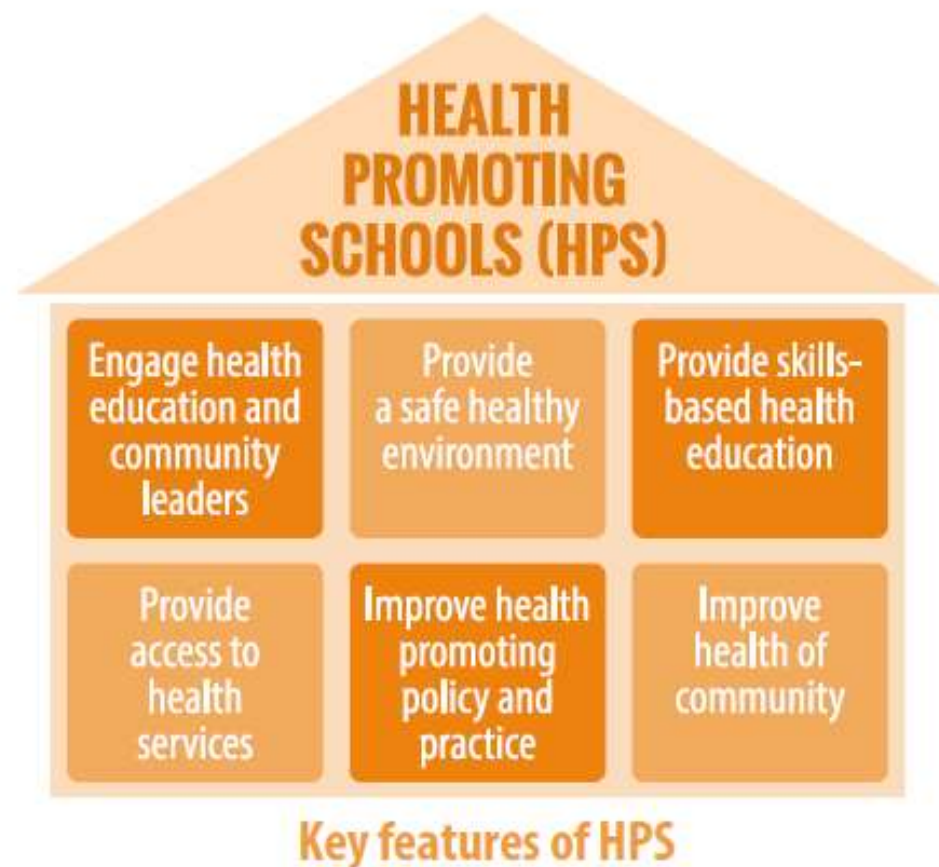 HEALTH
PROMOTING
SCHOOLS (HPS)
Engage health
education and
community
leaders
Provide
a safe healthy
environment
Provide skills-
based health
education
Provide
access to
health
services
Improve health
promoting
policy and
practice
Improve
health of
community
Key features of HPS